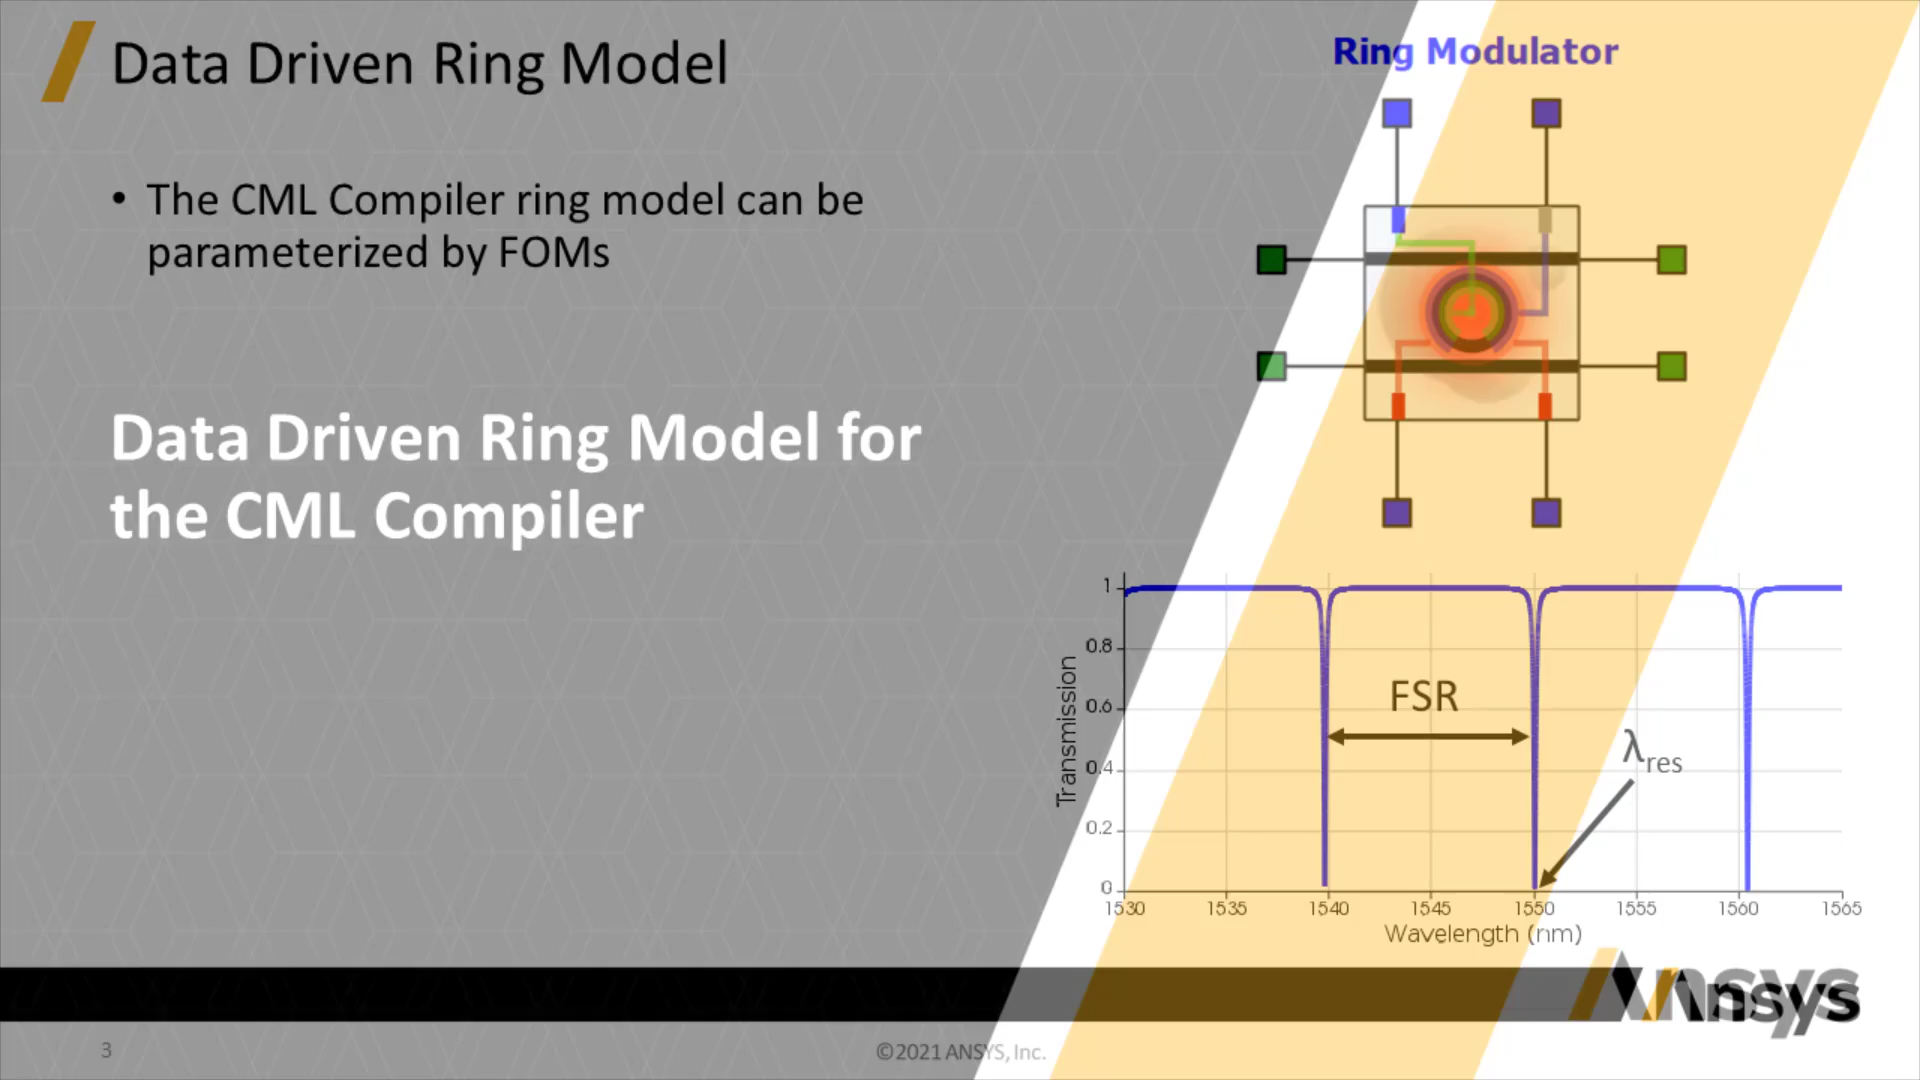 Data Driven Ring Model
Ring Modulator
• The CML Compiler ring model can be
parameterized by FOMs
Data Driven Ring Model for
the CML Compiler
1
0.8
0.6
0.4
0.2
0
Transmission
FSR
λres
1530 1535 1540 1545 1550 1555 1560 1565
Wavelength (nm)
Ansys
Ansys
3
©2021 ANSYS, Inc.